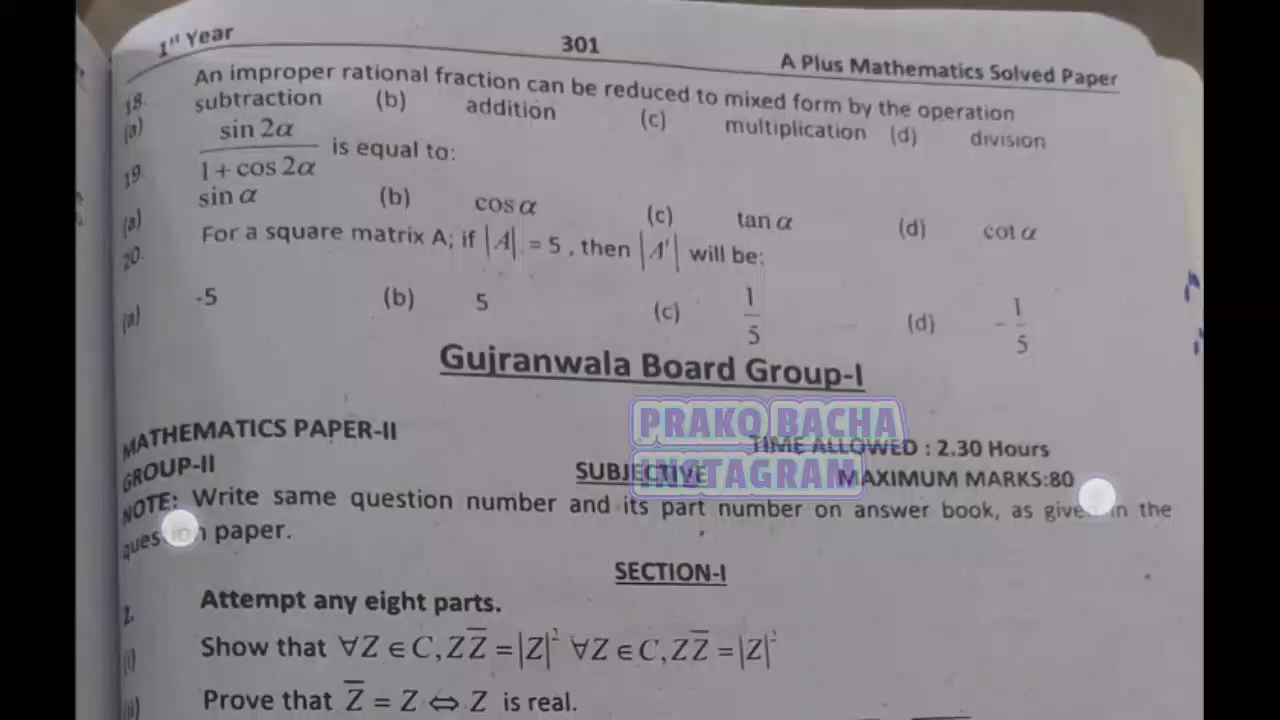 1st Year 301 A Plus Mathematics Solved Paper
18. An improper rational fraction can be reduced to mixed form by the operation
(a) subtraction (b) addition (c) multiplication (d) division
19. sin 2α / 1 + cos 2α is equal to:
(a) sin α (b) cos α (c) tan α (d) cot α
20. For a square matrix A; if |A| = 5 , then |A'| will be:
(a) -5 (b) 5 (c) 1/5 (d) -1/5
Gujranwala Board Group-I
PRAKO BACHA
INSTAGRAM
MATHEMATICS PAPER-II TIME ALLOWED : 2.30 Hours
GROUP-II SUBJECTIVE MAXIMUM MARKS:80
NOTE: Write same question number and its part number on answer book, as given in the
question paper.
SECTION-I
2. Attempt any eight parts.
(i) Show that ∀Z ∈ C, ZZ̅ = |Z|² ∀Z ∈ C, ZZ̅ = |Z|²
(ii) Prove that Z̅ = Z ⇔ Z is real.